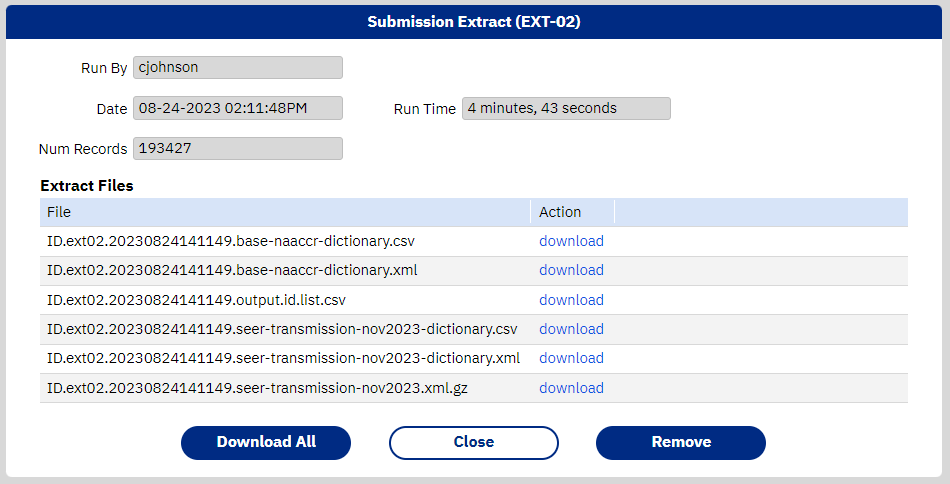 Submission Extract (EXT-02)
Run By cjohnson
Date 08-24-2023 02:11:48PM Run Time 4 minutes, 43 seconds
Num Records 193427
Extract Files
File Action
ID.ext02.20230824141149.base-naaccr-dictionary.csv download
ID.ext02.20230824141149.base-naaccr-dictionary.xml download
ID.ext02.20230824141149.output.id.list.csv download
ID.ext02.20230824141149.seer-transmission-nov2023-dictionary.csv download
ID.ext02.20230824141149.seer-transmission-nov2023-dictionary.xml download
ID.ext02.20230824141149.seer-transmission-nov2023.xml.gz download
Download All Close Remove